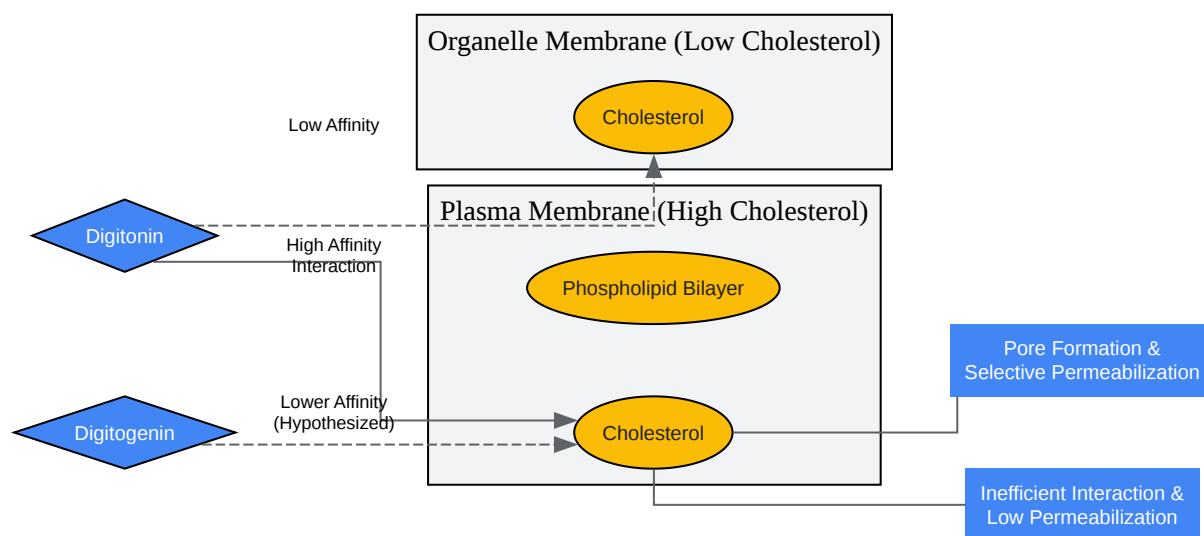 Organelle Membrane (Low Cholesterol)
Cholesterol
Low Affinity
Plasma Membrane (High Cholesterol)
Digitonin
High Affinity
Interaction
Phospholipid Bilayer
Pore Formation &
Selective Permeabilization
Lower Affinity
(Hypothesized)
Digitogenin
Cholesterol
Inefficient Interaction &
Low Permeabilization